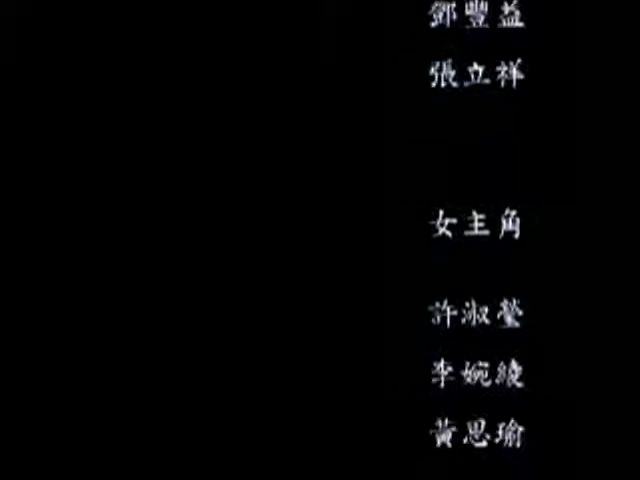 鄧豐益
張立祥
女主角
許淑瑩
李婉綾
黃思瑜